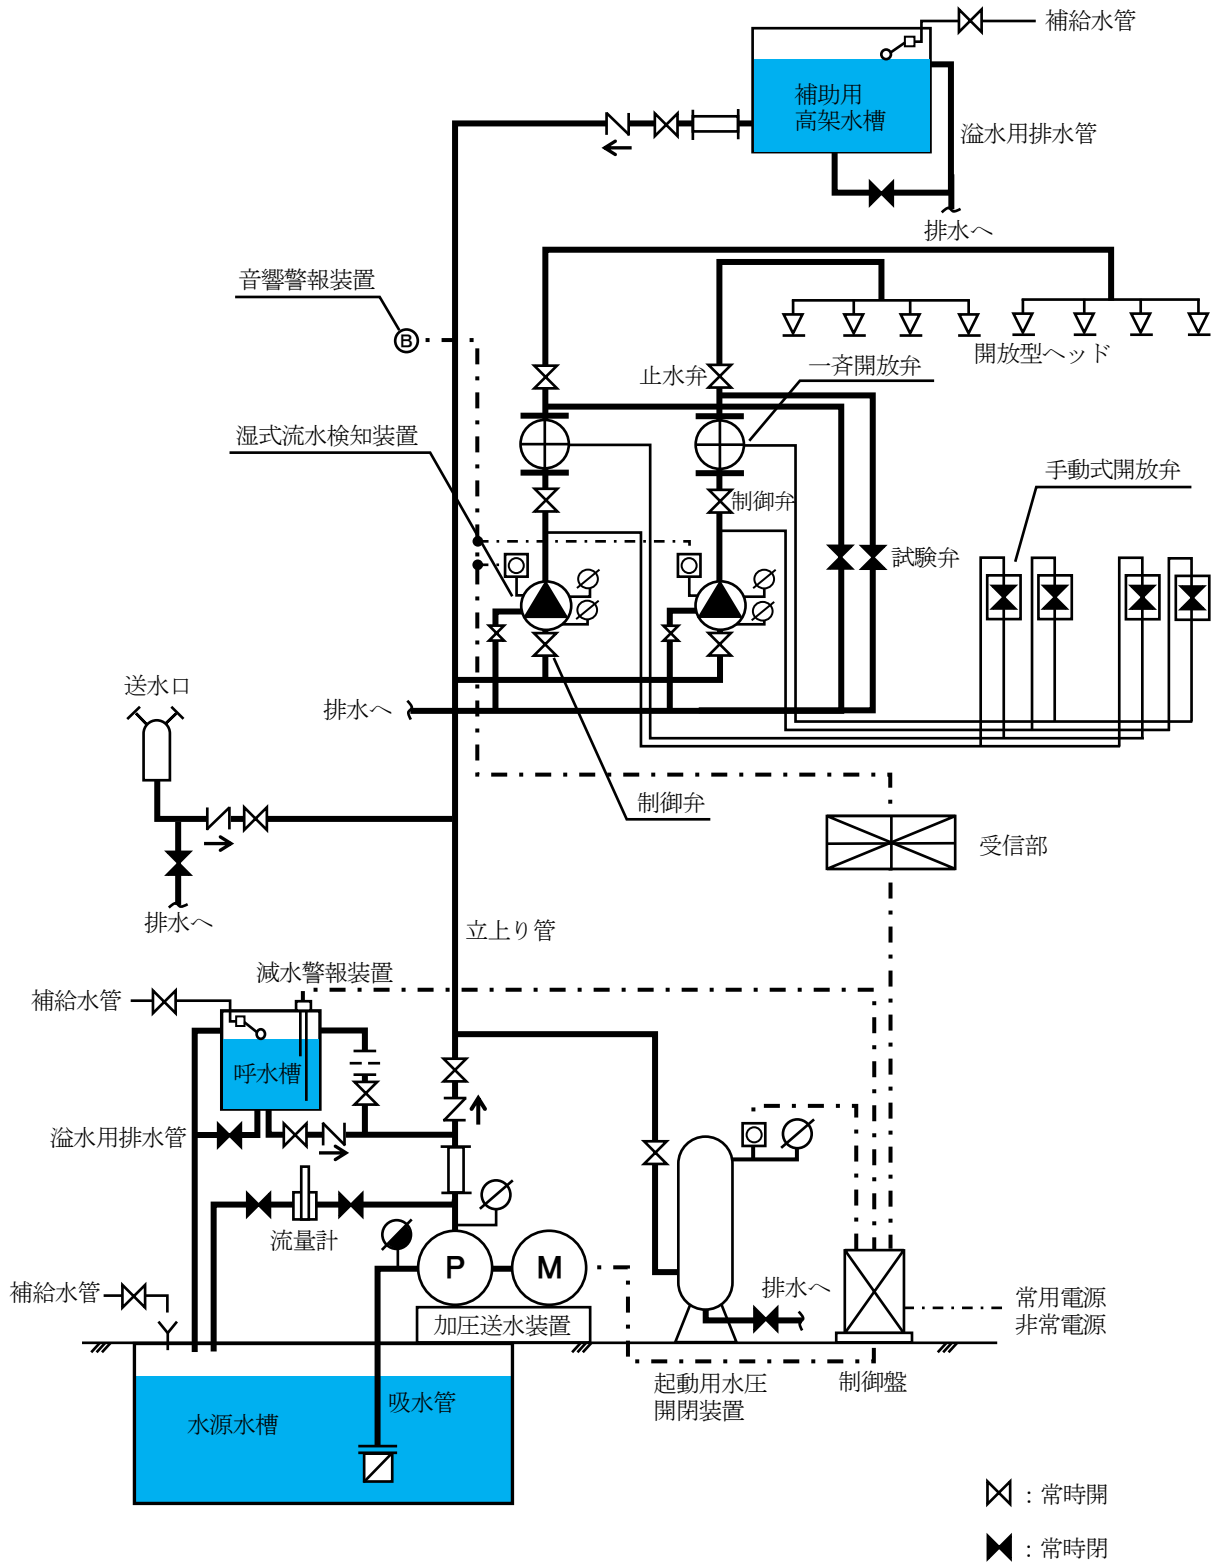 補給水管
補助用
高架水槽
溢水用排水管
排水へ
音響警報装置
B
開放型ヘッド
止水弁
一斉開放弁
湿式流水検知装置
手動式開放弁
制御弁
試験弁
送水口
排水へ
制御弁
受信部
排水へ
立上り管
減水警報装置
補給水管
呼水槽
溢水用排水管
流量計
P
M
補給水管
排水へ
常用電源
非常電源
加圧送水装置
起動用水圧
開閉装置
制御盤
吸水管
水源水槽
：常時開
：常時閉